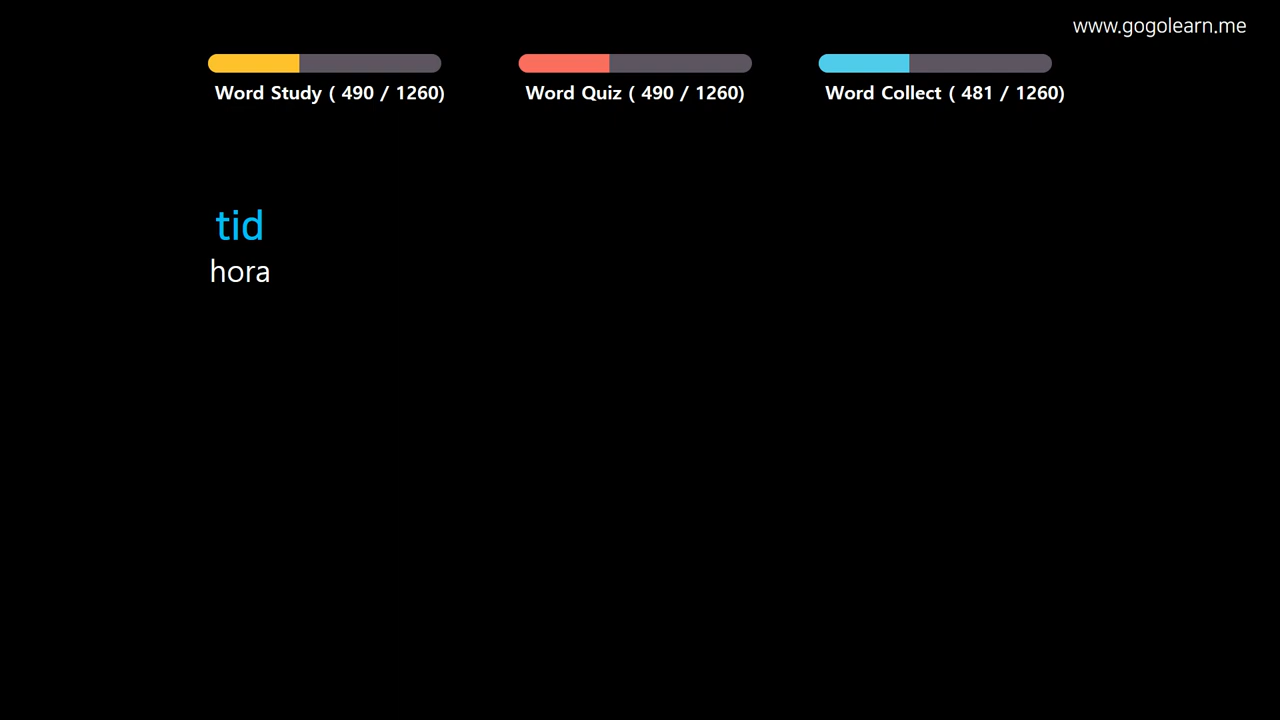 www.gogolearn.me
Word Study ( 490 / 1260)
Word Quiz ( 490 / 1260)
Word Collect ( 481 / 1260)
tid
hora